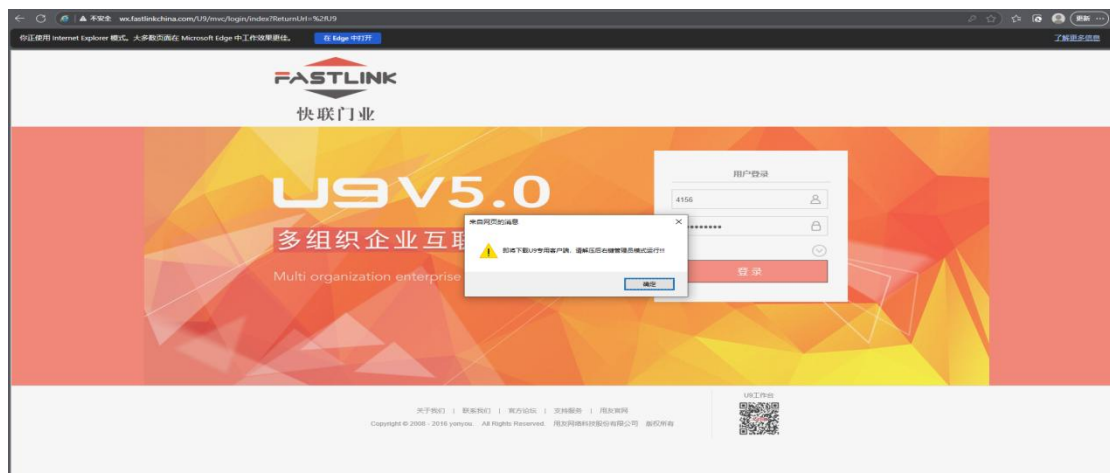 不安全 wx.fastlinkchina.com/U9/mvc/login/index?ReturnUrl=%2fU9
更新
你正使用 Internet Explorer 模式。大多数页面在 Microsoft Edge 中工作效果更佳。
在 Edge 中打开
了解更多信息
FASTLINK
快联门业
U9 V5.0
多组织企业互联
Multi organization enterprise
用户登录
4156
登 录
来自网页的消息
即将下载U9专用客户端，请解压后右键管理员模式运行!!!
确定
关于我们 | 联系我们 | 官方论坛 | 支持服务 | 用友官网
Copyright © 2008 - 2016 yonyou. All Rights Reserved. 用友网络科技股份有限公司 版权所有
U9工作台